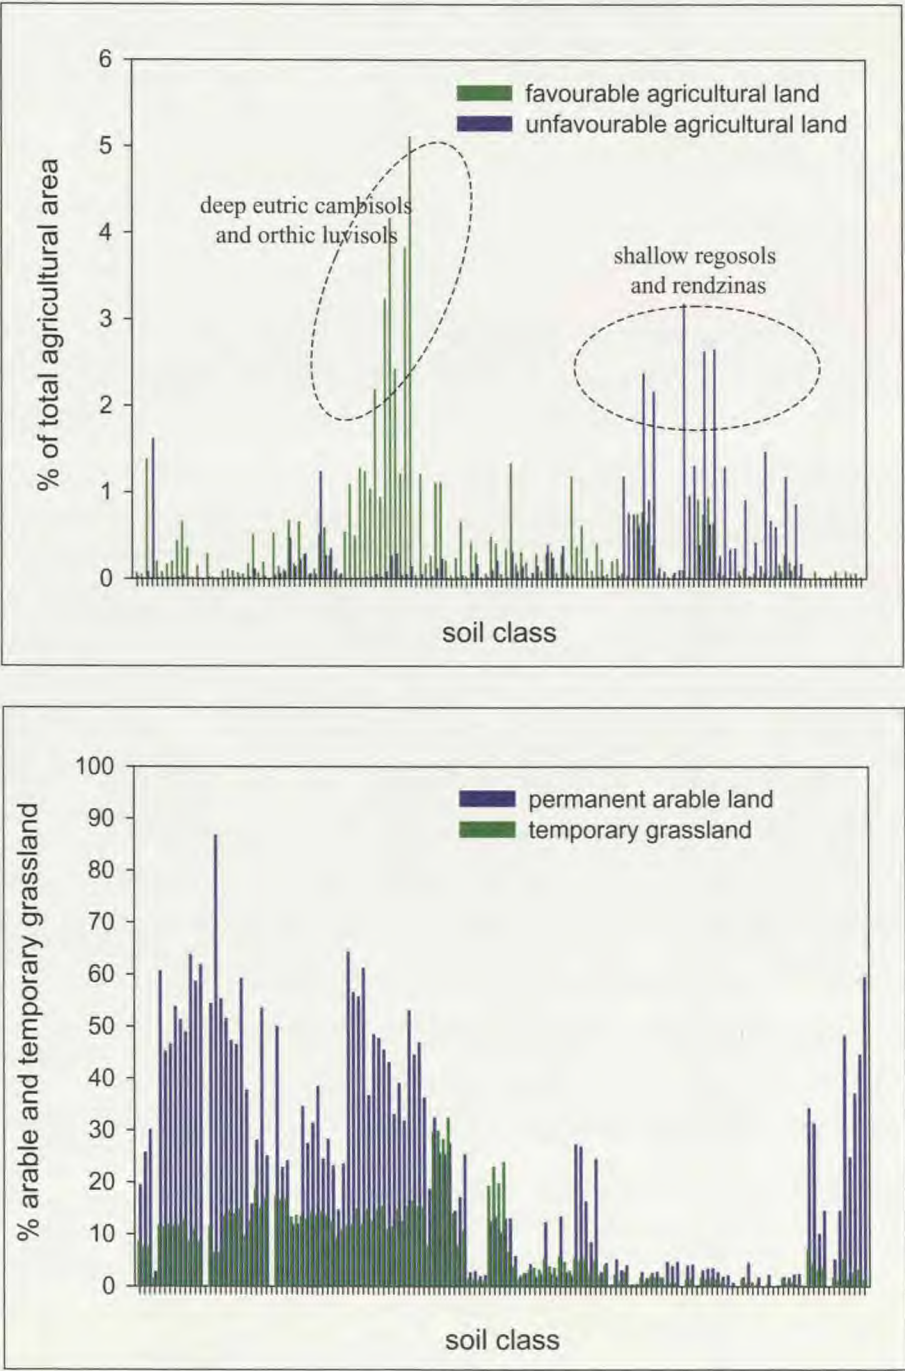 6
5
4
3
2
1
0
% of total agricultural area
favourable agricultural land
unfavourable agricultural land
deep eutric cambisols
and orthic luvisols
shallow regosols
and rendzinas
soil class
100
90
80
70
60
50
40
30
20
10
0
% arable and temporary grassland
permanent arable land
temporary grassland
soil class